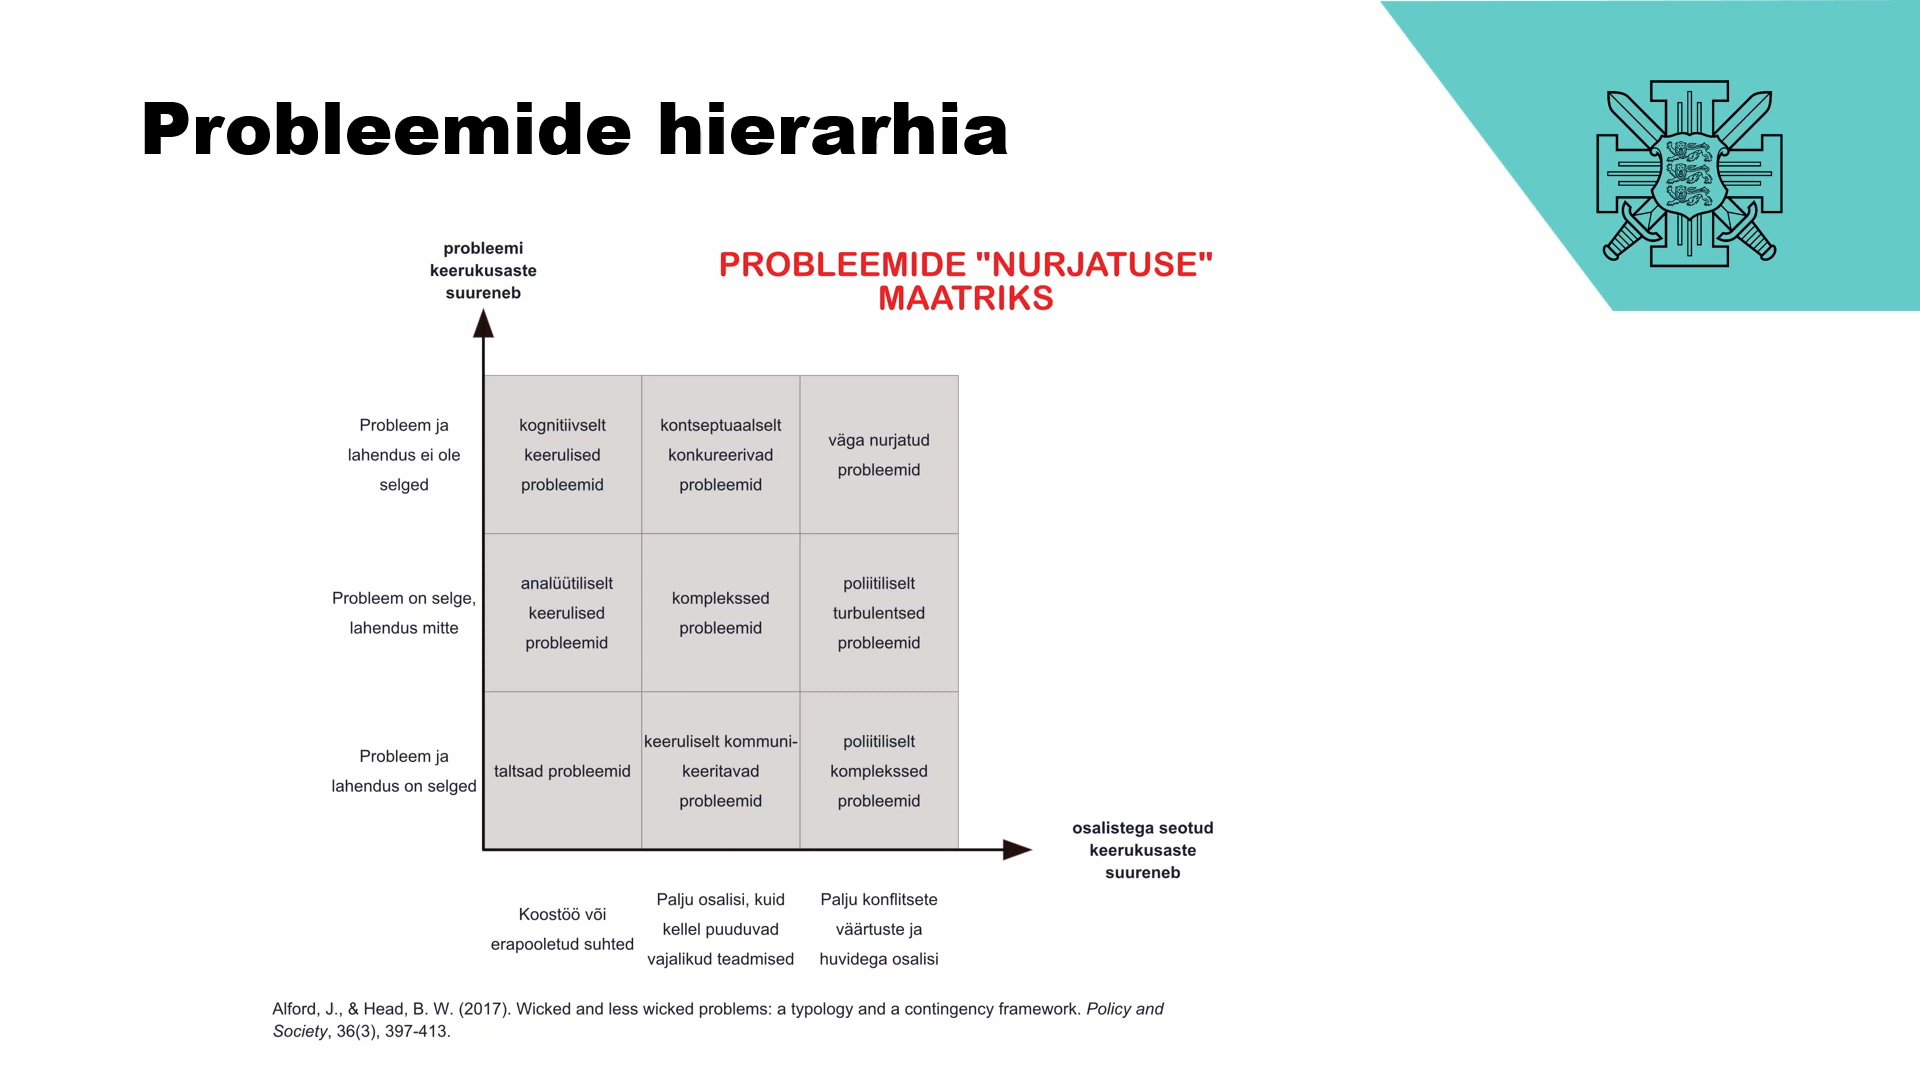 Probleemide hierarhia
probleemi
keerukusaste
suureneb
PROBLEEMIDE "NURJATUSE"
MAATRIKS
Probleem ja
lahendus ei ole
selged
kognitiivselt
keerulised
probleemid
kontseptuaalselt
konkureerivad
probleemid
väga nurjatud
probleemid
Probleem on selge,
lahendus mitte
analüütiliselt
keerulised
probleemid
komplekssed
probleemid
poliitiliselt
turbulentsed
probleemid
Probleem ja
lahendus on selged
taltsad probleemid
keeruliselt kommuni-
keeritavad
probleemid
poliitiliselt
komplekssed
probleemid
osalistega seotud
keerukusaste
suureneb
Koostöö või
erapooletud suhted
Palju osalisi, kuid
kellel puuduvad
vajalikud teadmised
Palju konflitsete
väärtuste ja
huvidega osalisi
Alford, J., & Head, B. W. (2017). Wicked and less wicked problems: a typology and a contingency framework. Policy and
Society, 36(3), 397-413.